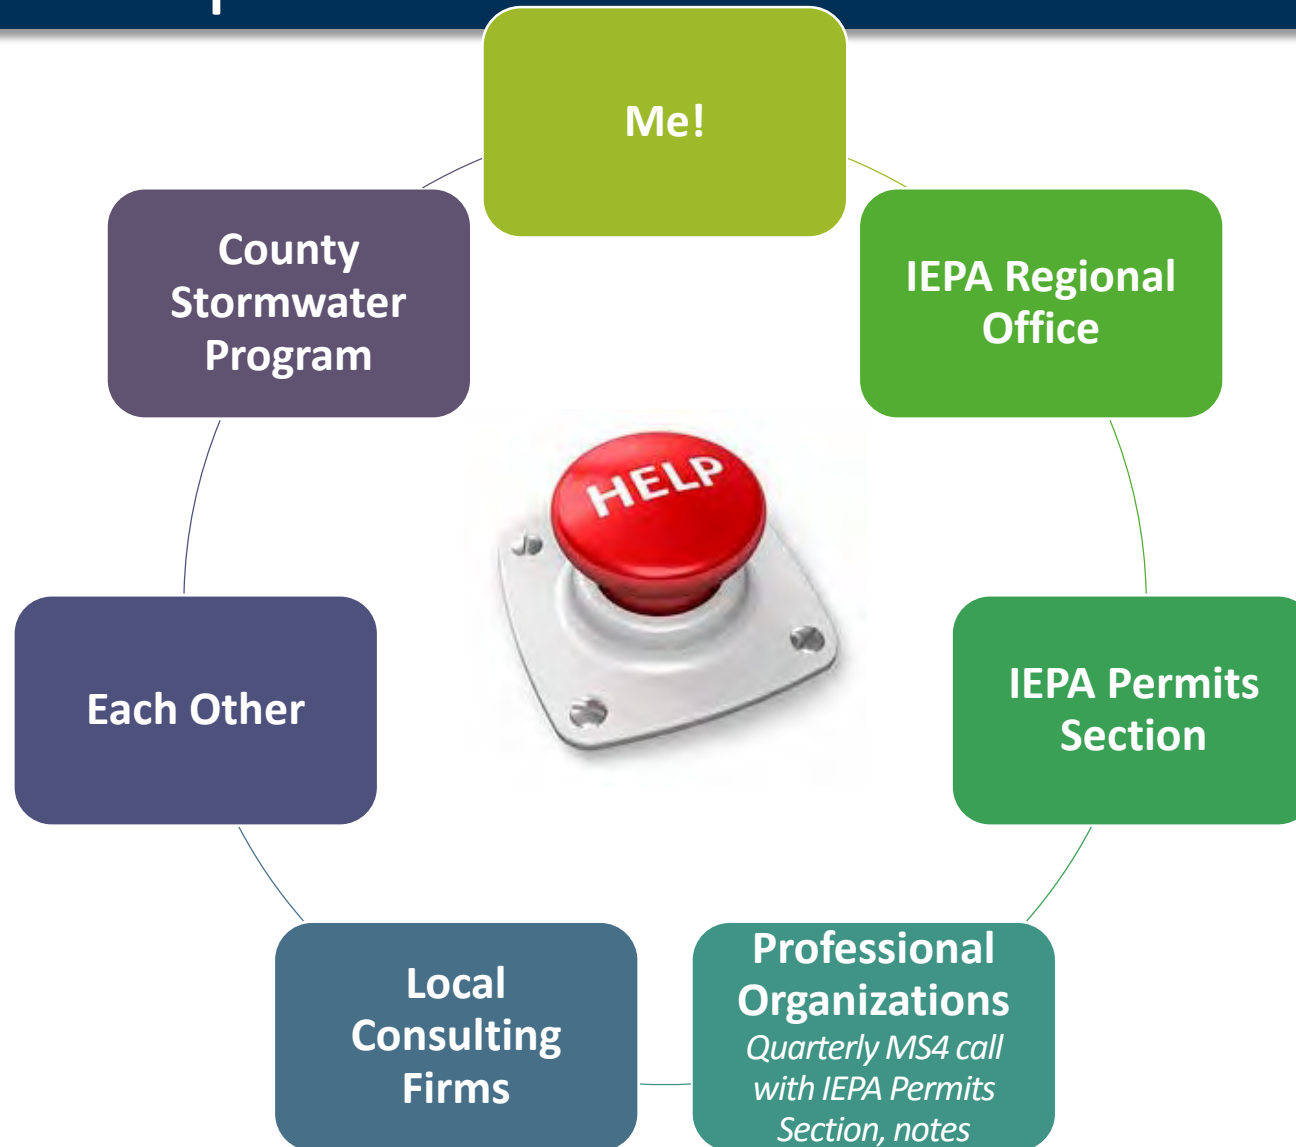 Me!
IEPA Regional
Office
IEPA Permits
Section
Professional
Organizations
Quarterly MS4 call
with IEPA Permits
Section, notes
Local
Consulting
Firms
Each Other
County
Stormwater
Program
HELP